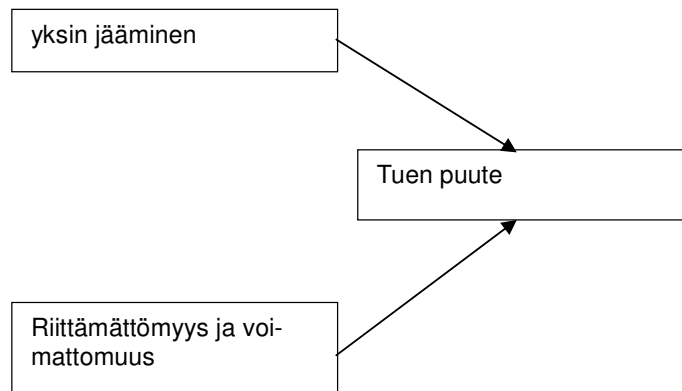 yksin jääminen
Tuen puute
Riittämättömyys ja voi-
mattomuus